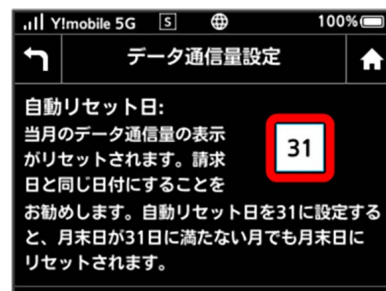 Y!mobile 5G S 100%
データ通信量設定
自動リセット日:
当月のデータ通信量の表示
がリセットされます。請求
日と同じ日付にすることを
31
お勧めします。自動リセット日を31に設定する
と、月末日が31日に満たない月でも月末日に
リセットされます。